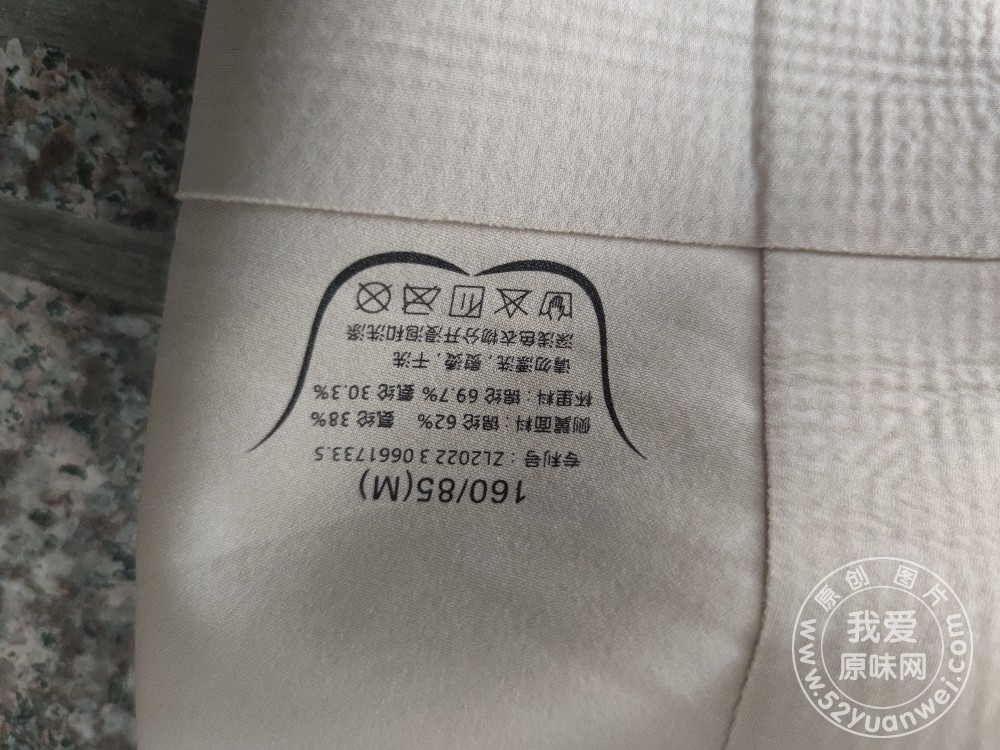 160/85(M)
专利号：ZL2022 3 0661733.5
侧翼面料：锦纶 62% 氨纶 38%
杯里料：锦纶 69.7% 氨纶 30.3%
请勿漂洗，熨烫，干洗
深浅色衣物分开浸泡和洗涤
原创 图片
我爱
原味网
www.52yuanwei.com